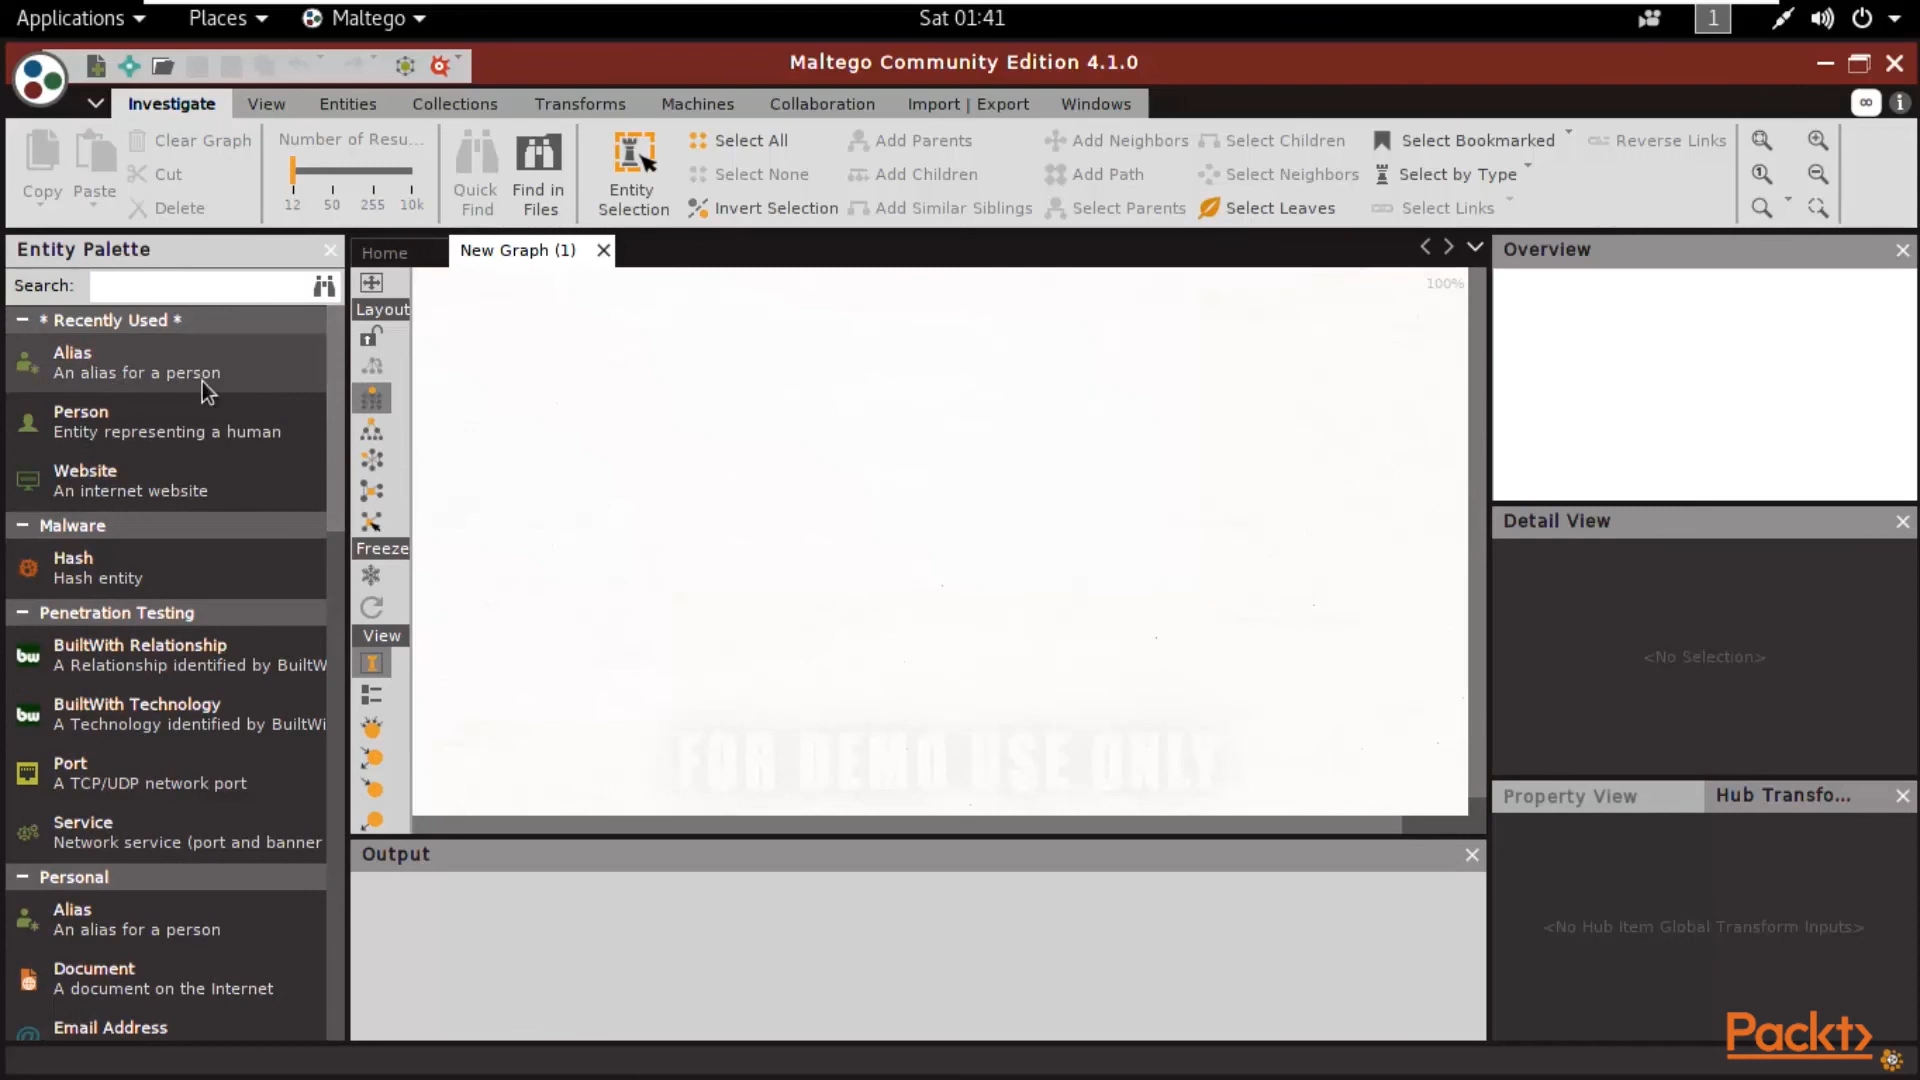 Applications Places Maltego Sat 01:41 1
Maltego Community Edition 4.1.0
Investigate View Entities Collections Transforms Machines Collaboration Import | Export Windows
Copy
Paste
Clear Graph
Cut
Delete
Number of Resu...
12 50 255 10k
Quick
Find
Find in
Files
Entity
Selection
Select All
Select None
Invert Selection
Add Parents
Add Children
Add Similar Siblings
Add Neighbors
Add Path
Select Parents
Select Children
Select Neighbors
Select Leaves
Select Bookmarked
Select by Type
Select Links
Reverse Links
Entity Palette
Search:
* Recently Used *
Alias
An alias for a person
Person
Entity representing a human
Website
An internet website
Malware
Hash
Hash entity
Penetration Testing
bw
BuiltWith Relationship
A Relationship identified by BuiltW
bw
BuiltWith Technology
A Technology identified by BuiltWi
Port
A TCP/UDP network port
Service
Network service (port and banner
Personal
Alias
An alias for a person
Document
A document on the Internet
Email Address
Home New Graph (1)
Layout
Freeze
View
100%
FOR DEMO USE ONLY
Output
Overview
Detail View
<No Selection>
Property View Hub Transfo...
<No Hub Item Global Transform Inputs>
Packt>